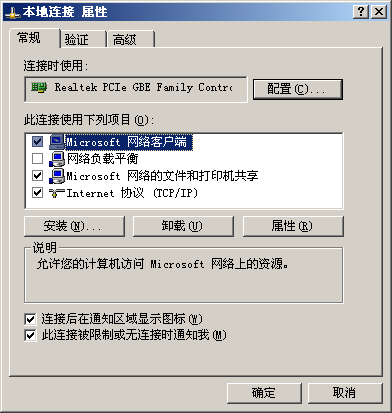 本地连接 属性
常规 验证 高级
连接时使用:
Realtek PCIe GBE Family Contro
配置(C)...
此连接使用下列项目(O):
Microsoft 网络客户端
网络负载平衡
Microsoft 网络的文件和打印机共享
Internet 协议 (TCP/IP)
安装(N)... 卸载(U) 属性(R)
说明
允许您的计算机访问 Microsoft 网络上的资源。
连接后在通知区域显示图标(W)
此连接被限制或无连接时通知我(M)
确定 取消